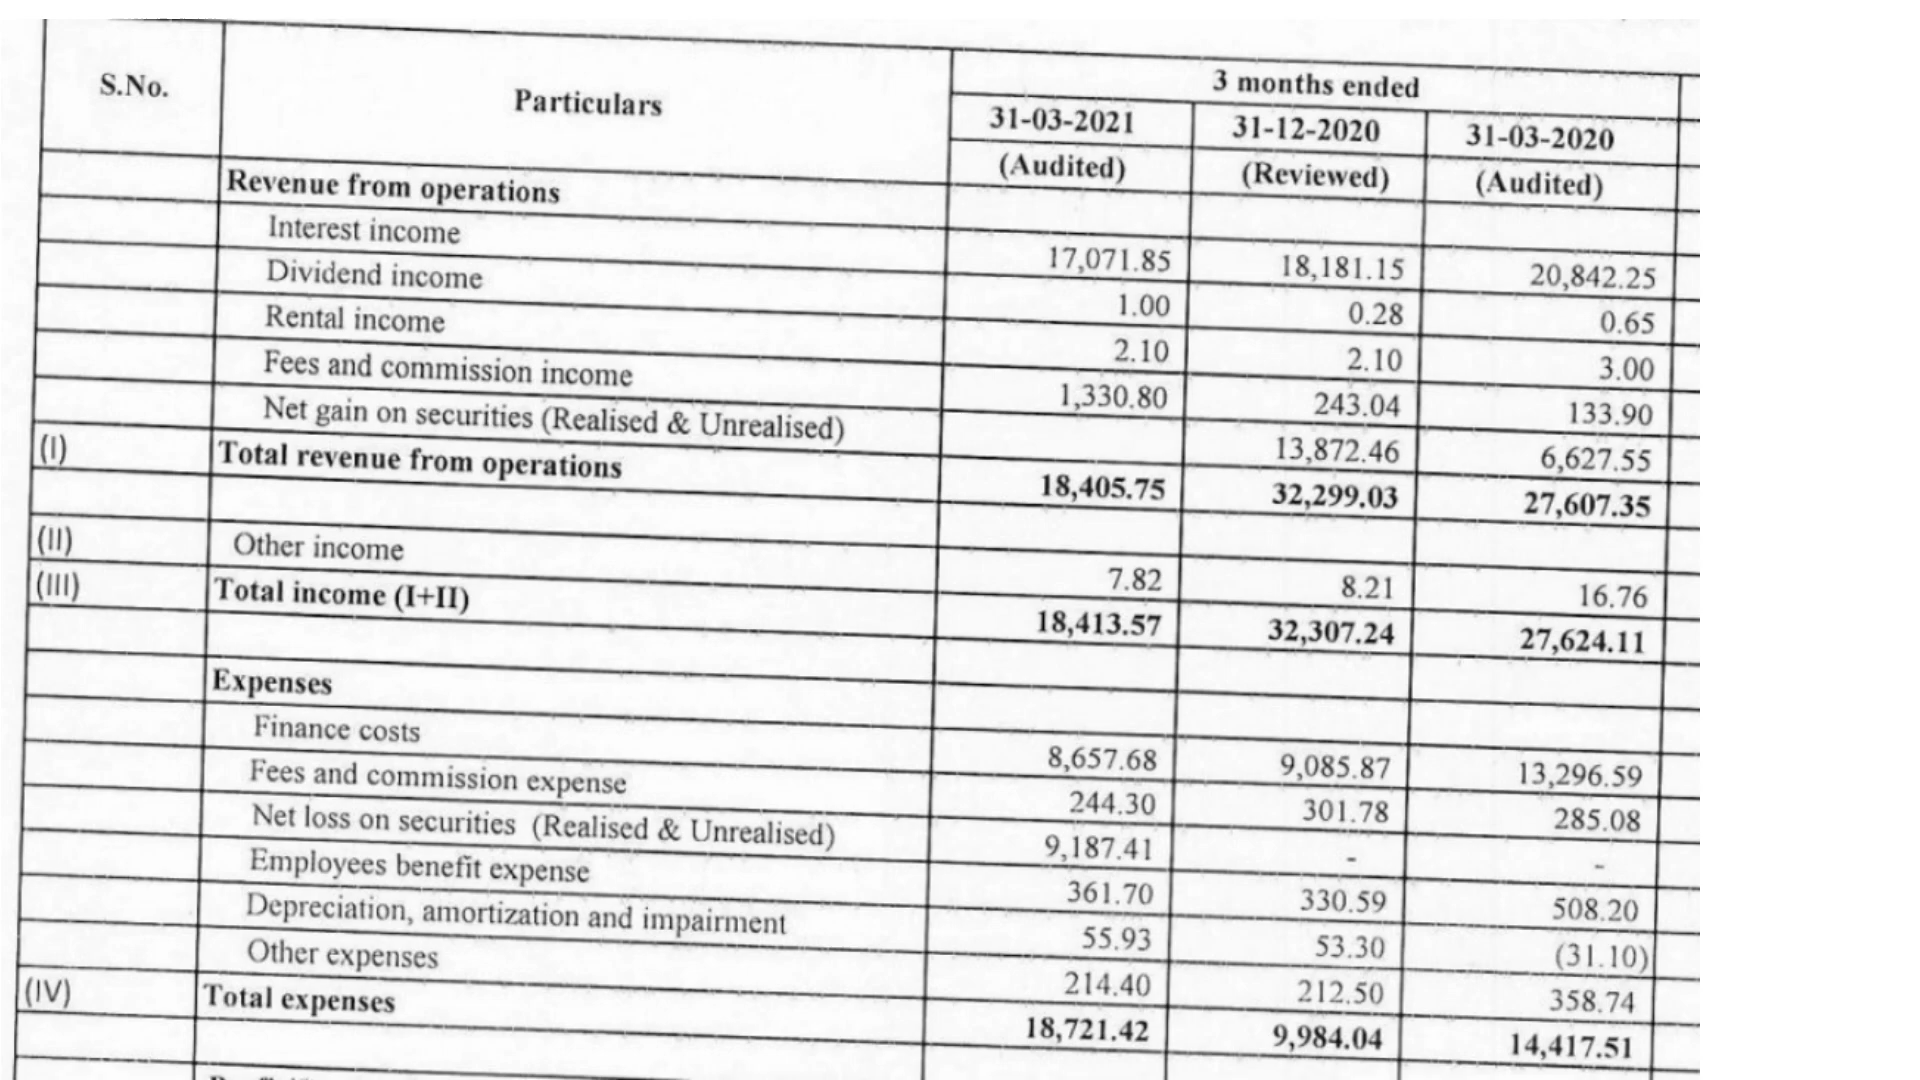 S.No. Particulars 3 months ended
31-03-2021 31-12-2020 31-03-2020
(Audited) (Reviewed) (Audited)
Revenue from operations
Interest income 17,071.85 18,181.15 20,842.25
Dividend income 1.00 0.28 0.65
Rental income 2.10 2.10 3.00
Fees and commission income 1,330.80 243.04 133.90
Net gain on securities (Realised & Unrealised) 13,872.46 6,627.55
(I) Total revenue from operations 18,405.75 32,299.03 27,607.35
(II) Other income 7.82 8.21 16.76
(III) Total income (I+II) 18,413.57 32,307.24 27,624.11
Expenses
Finance costs 8,657.68 9,085.87 13,296.59
Fees and commission expense 244.30 301.78 285.08
Net loss on securities (Realised & Unrealised) 9,187.41 - -
Employees benefit expense 361.70 330.59 508.20
Depreciation, amortization and impairment 55.93 53.30 (31.10)
Other expenses 214.40 212.50 358.74
(IV) Total expenses 18,721.42 9,984.04 14,417.51